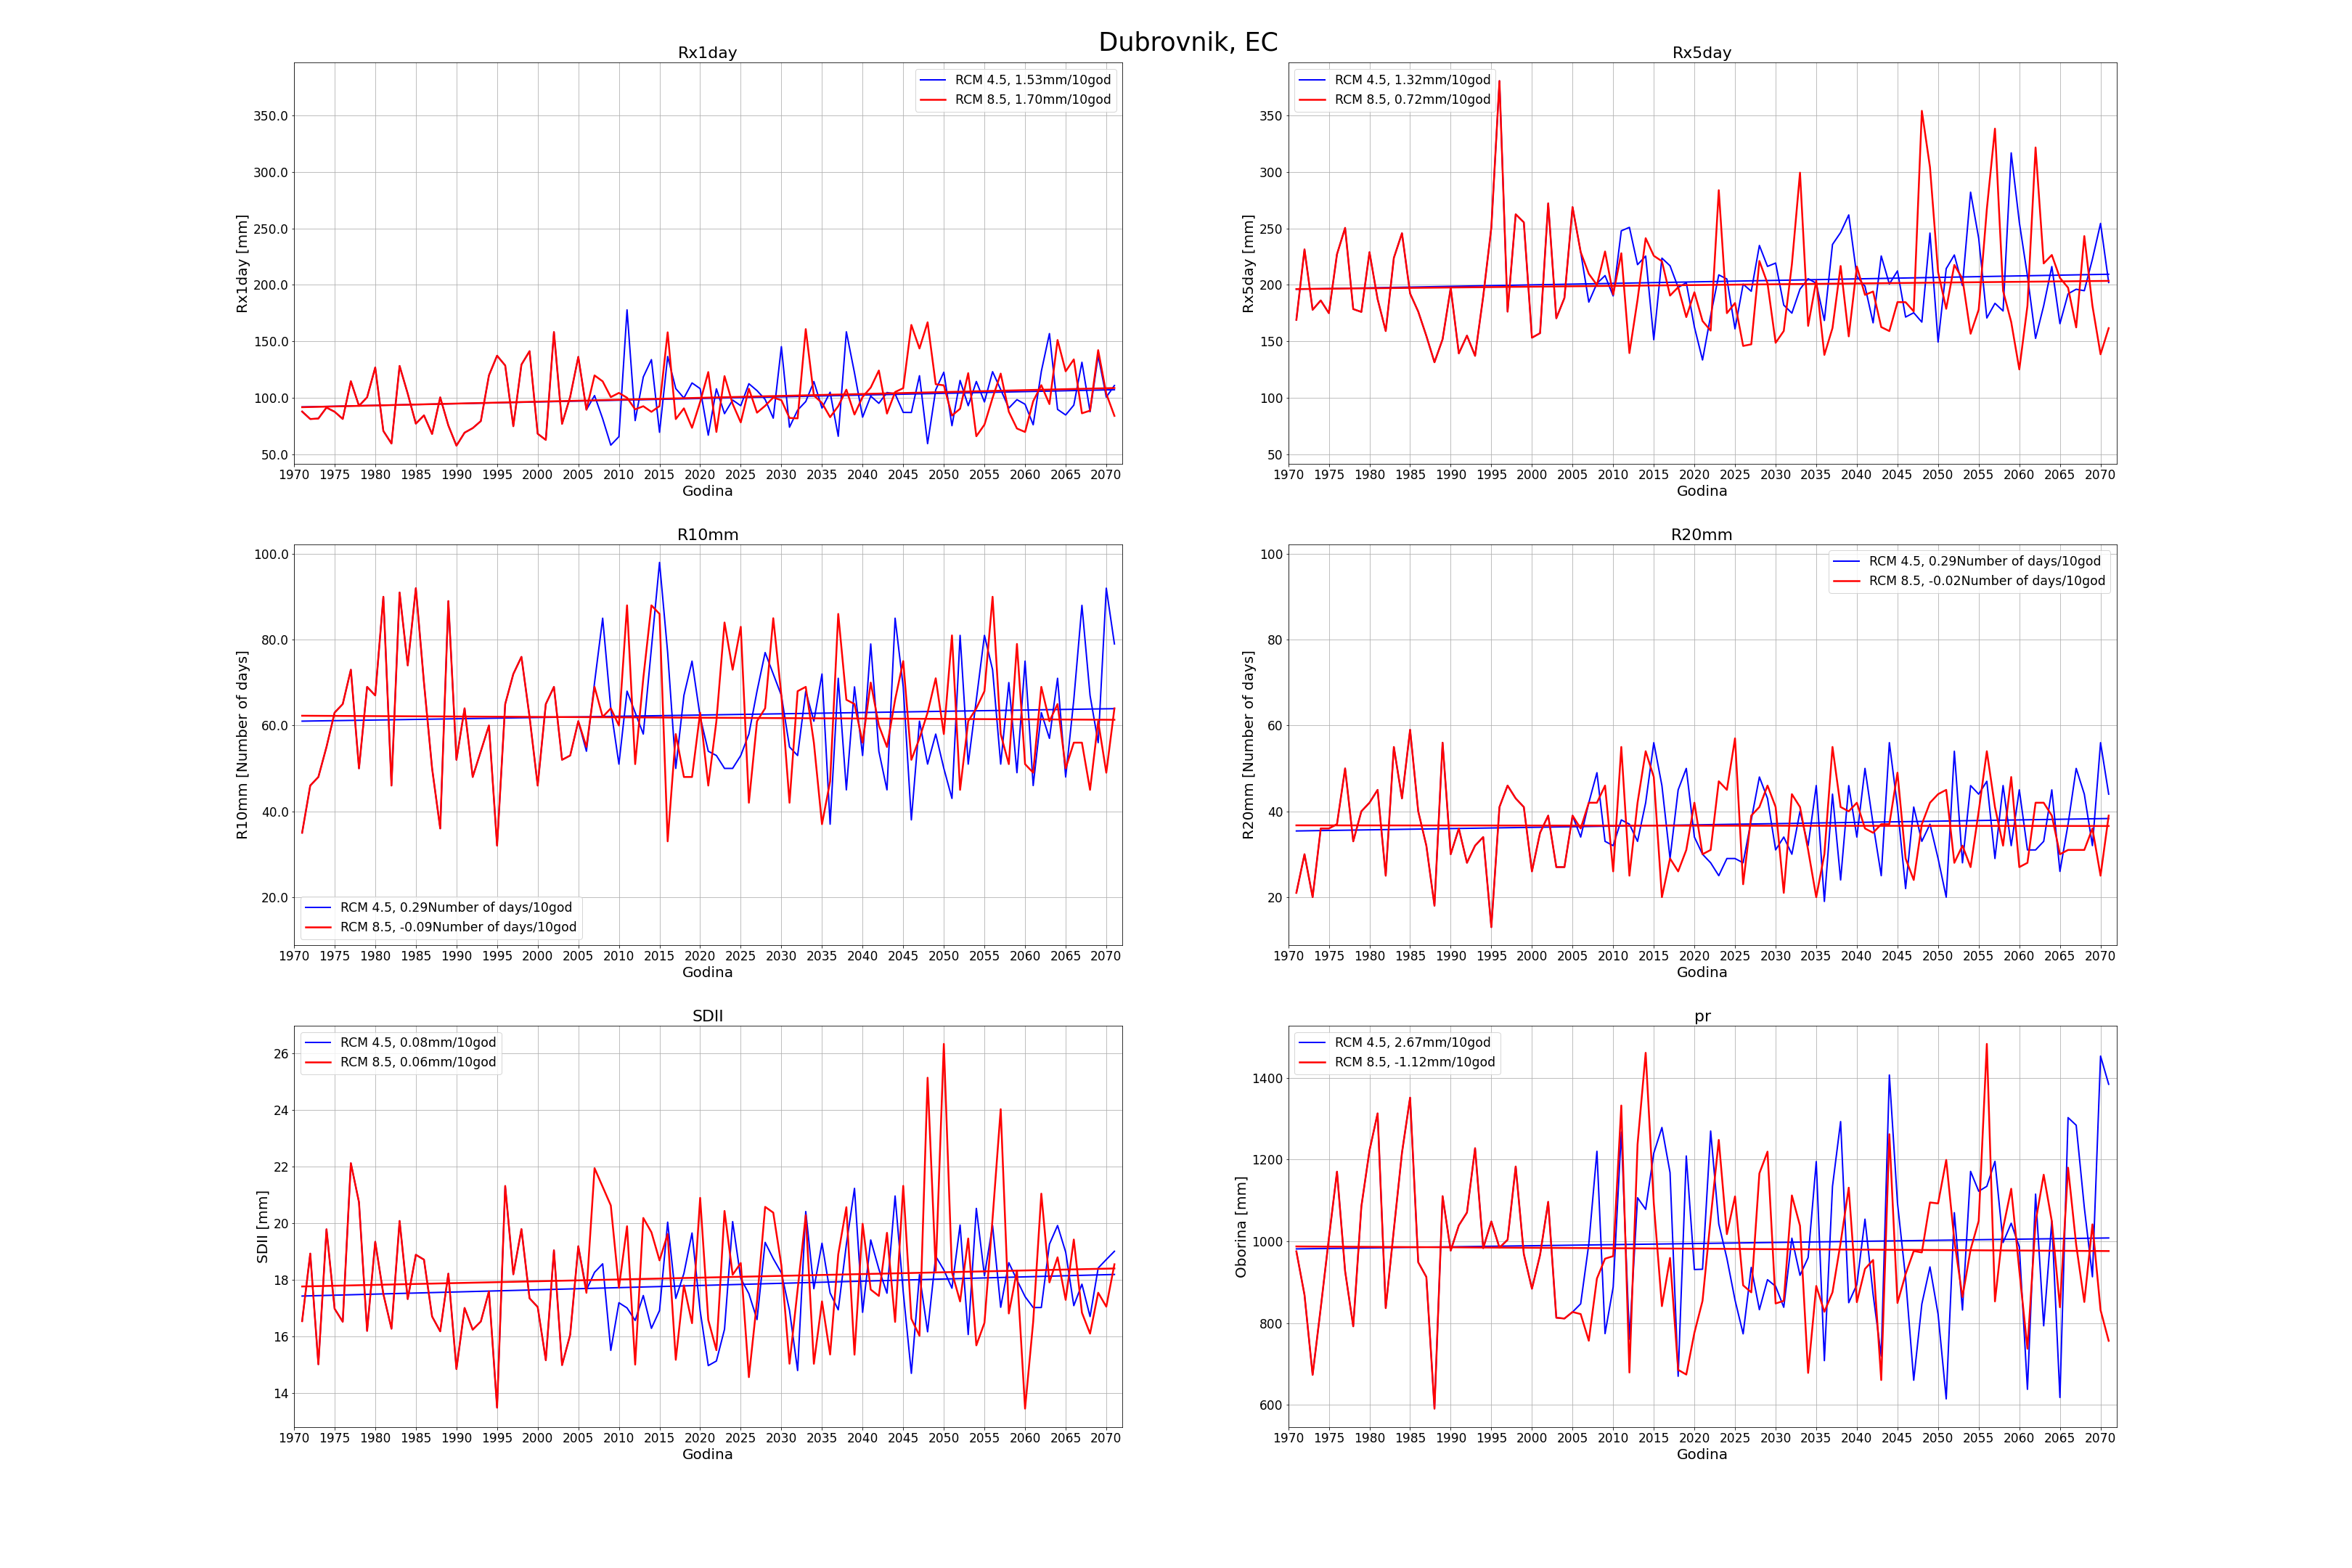 Dubrovnik, EC
Rx1day
RCM 4.5, 1.53mm/10god
RCM 8.5, 1.70mm/10god
Rx1day [mm]
350.0
300.0
250.0
200.0
150.0
100.0
50.0
1970 1975 1980 1985 1990 1995 2000 2005 2010 2015 2020 2025 2030 2035 2040 2045 2050 2055 2060 2065 2070
Godina
Rx5day
RCM 4.5, 1.32mm/10god
RCM 8.5, 0.72mm/10god
Rx5day [mm]
350
300
250
200
150
100
50
1970 1975 1980 1985 1990 1995 2000 2005 2010 2015 2020 2025 2030 2035 2040 2045 2050 2055 2060 2065 2070
Godina
R10mm
R10mm [Number of days]
100.0
80.0
60.0
40.0
20.0
RCM 4.5, 0.29Number of days/10god
RCM 8.5, -0.09Number of days/10god
1970 1975 1980 1985 1990 1995 2000 2005 2010 2015 2020 2025 2030 2035 2040 2045 2050 2055 2060 2065 2070
Godina
R20mm
RCM 4.5, 0.29Number of days/10god
RCM 8.5, -0.02Number of days/10god
R20mm [Number of days]
100
80
60
40
20
1970 1975 1980 1985 1990 1995 2000 2005 2010 2015 2020 2025 2030 2035 2040 2045 2050 2055 2060 2065 2070
Godina
SDII
RCM 4.5, 0.08mm/10god
RCM 8.5, 0.06mm/10god
SDII [mm]
26
24
22
20
18
16
14
1970 1975 1980 1985 1990 1995 2000 2005 2010 2015 2020 2025 2030 2035 2040 2045 2050 2055 2060 2065 2070
Godina
pr
RCM 4.5, 2.67mm/10god
RCM 8.5, -1.12mm/10god
Oborina [mm]
1400
1200
1000
800
600
1970 1975 1980 1985 1990 1995 2000 2005 2010 2015 2020 2025 2030 2035 2040 2045 2050 2055 2060 2065 2070
Godina